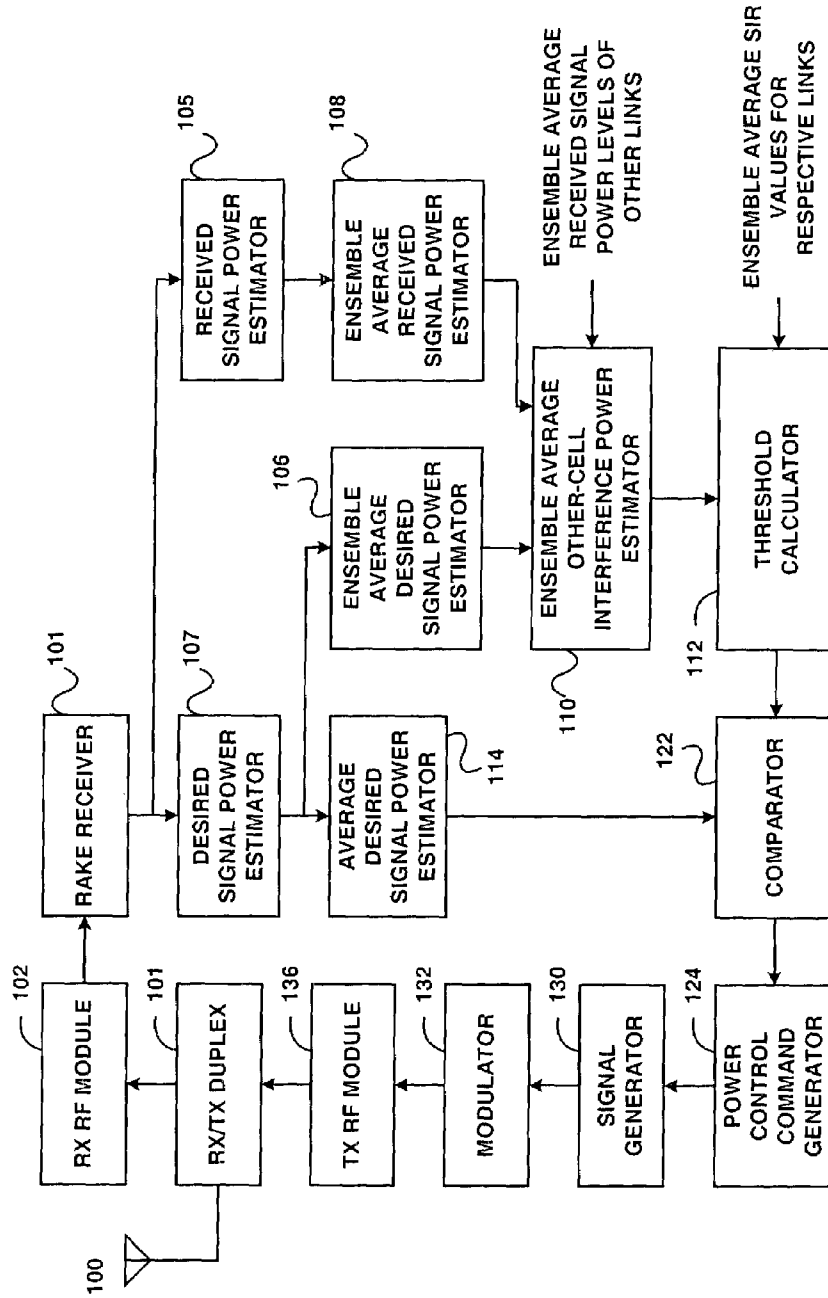 100
102
RX RF MODULE
101
RX/TX DUPLEX
136
TX RF MODULE
132
MODULATOR
130
SIGNAL
GENERATOR
124
POWER
CONTROL
COMMAND
GENERATOR
101
RAKE RECEIVER
107
DESIRED
SIGNAL POWER
ESTIMATOR
AVERAGE
DESIRED
SIGNAL POWER
ESTIMATOR
114
122
COMPARATOR
106
ENSEMBLE
AVERAGE
DESIRED
SIGNAL POWER
ESTIMATOR
105
RECEIVED
SIGNAL POWER
ESTIMATOR
108
ENSEMBLE
AVERAGE
RECEIVED
SIGNAL POWER
ESTIMATOR
ENSEMBLE AVERAGE
OTHER-CELL
INTERFERENCE POWER
ESTIMATOR
110
112
THRESHOLD
CALCULATOR
ENSEMBLE AVERAGE
RECEIVED SIGNAL
POWER LEVELS OF
OTHER LINKS
ENSEMBLE AVERAGE SIR
VALUES FOR
RESPECTIVE LINKS